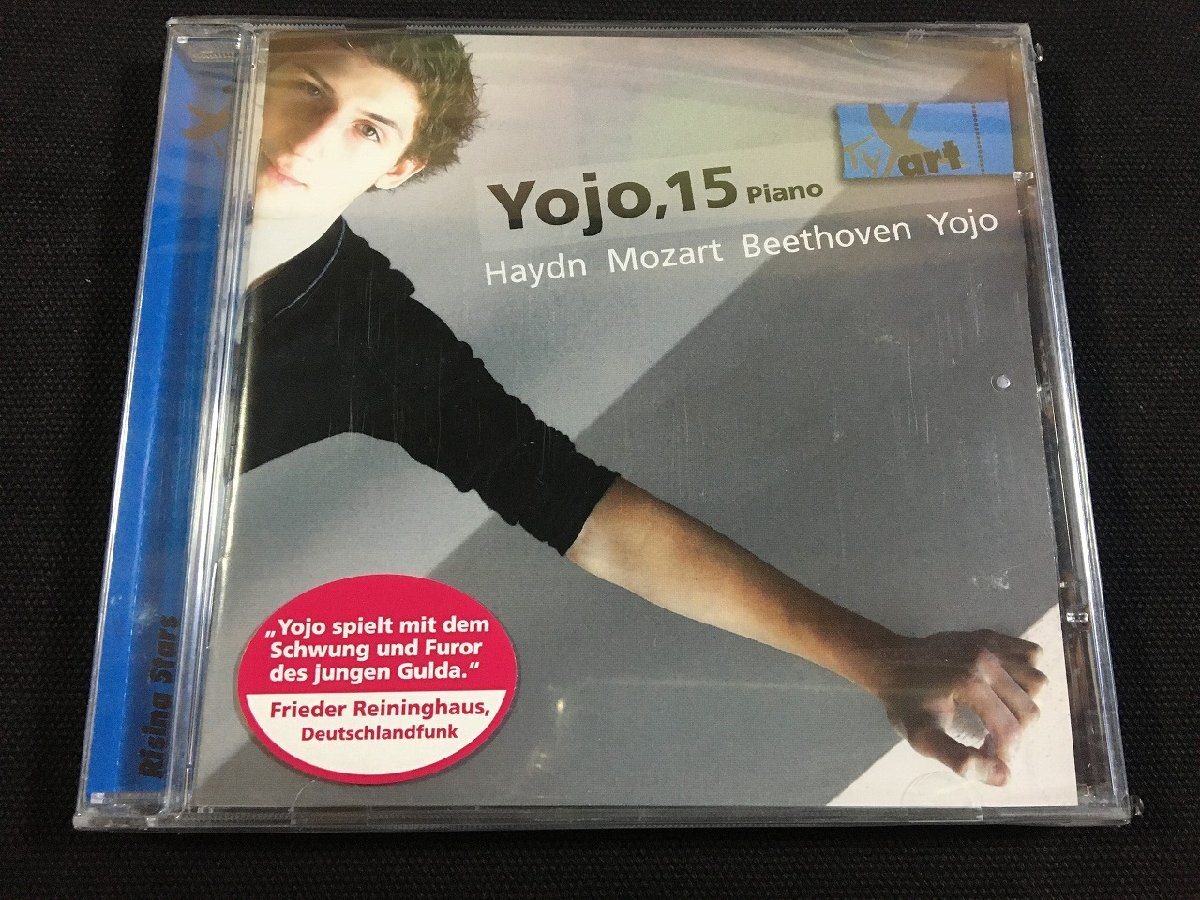 Yojo,15 Piano
Haydn Mozart Beethoven Yojo
art
Rising Stars
„Yojo spielt mit dem
Schwung und Furor
des jungen Gulda.“
Frieder Reininghaus,
Deutschlandfunk